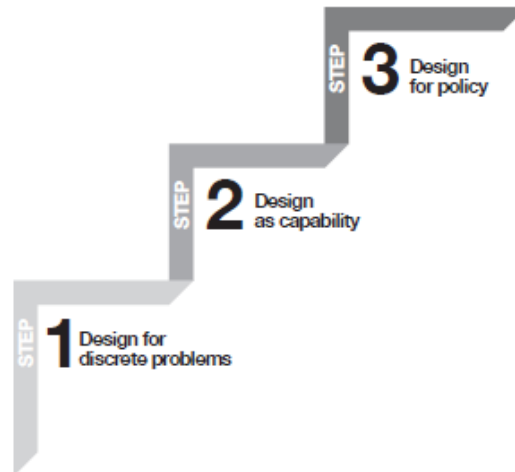 STEP
3 Design
for policy
STEP
2 Design
as capability
STEP
1 Design for
discrete problems